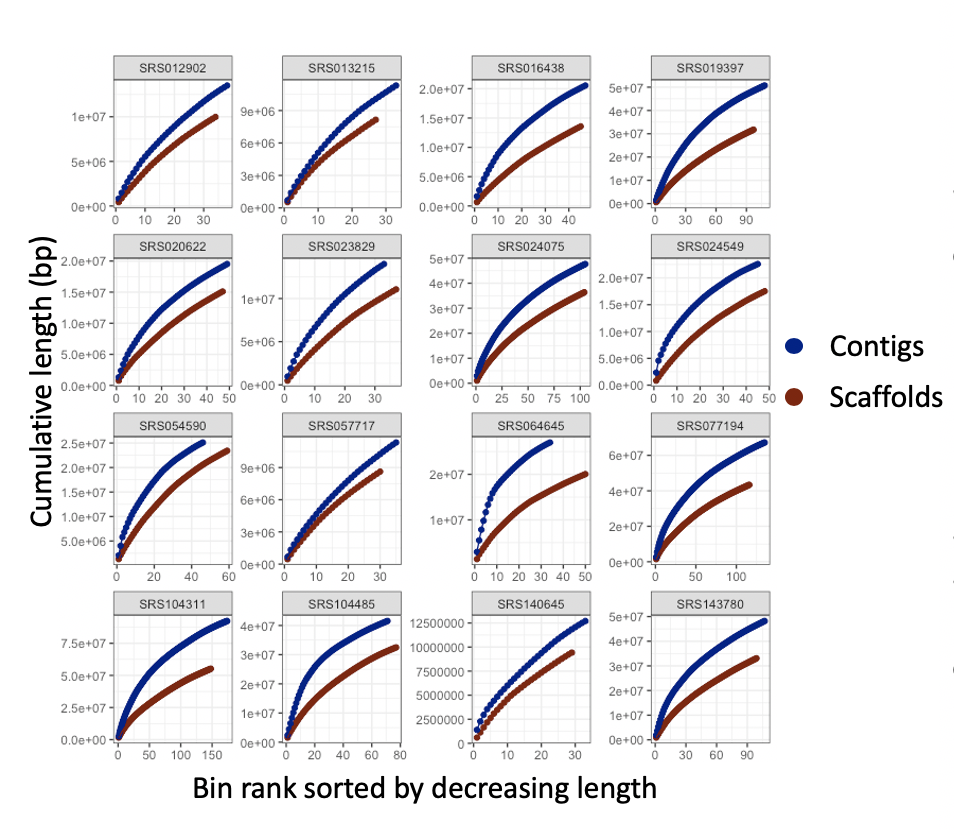 SRS012902 SRS013215 SRS016438 SRS019397
1e+07 5e+06 0e+00
0 10 20 30
9e+06 6e+06 3e+06 0e+00
0 10 20 30
2.0e+07 1.5e+07 1.0e+07 5.0e+06 0.0e+00
0 10 20 30 40
5e+07 4e+07 3e+07 2e+07 1e+07 0e+00
0 30 60 90
SRS020622 SRS023829 SRS024075 SRS024549
2.0e+07 1.5e+07 1.0e+07 5.0e+06 0.0e+00
0 10 20 30 40 50
1e+07 5e+06 0e+00
0 10 20 30
5e+07 4e+07 3e+07 2e+07 1e+07 0e+00
0 25 50 75 100
2.0e+07 1.5e+07 1.0e+07 5.0e+06 0.0e+00
0 10 20 30 40 50
SRS054590 SRS057717 SRS064645 SRS077194
2.5e+07 2.0e+07 1.5e+07 1.0e+07 5.0e+06
0 20 40 60
9e+06 6e+06 3e+06 0e+00
0 10 20 30
2e+07 1e+07
0 10 20 30 40 50
6e+07 4e+07 2e+07 0e+00
0 50 100
SRS104311 SRS104485 SRS140645 SRS143780
7.5e+07 5.0e+07 2.5e+07 0.0e+00
0 50 100 150
4e+07 3e+07 2e+07 1e+07 0e+00
0 20 40 60 80
12500000 10000000 7500000 5000000 2500000 0
0 10 20 30
5e+07 4e+07 3e+07 2e+07 1e+07 0e+00
0 30 60 90
Cumulative length (bp)
Bin rank sorted by decreasing length
Contigs
Scaffolds